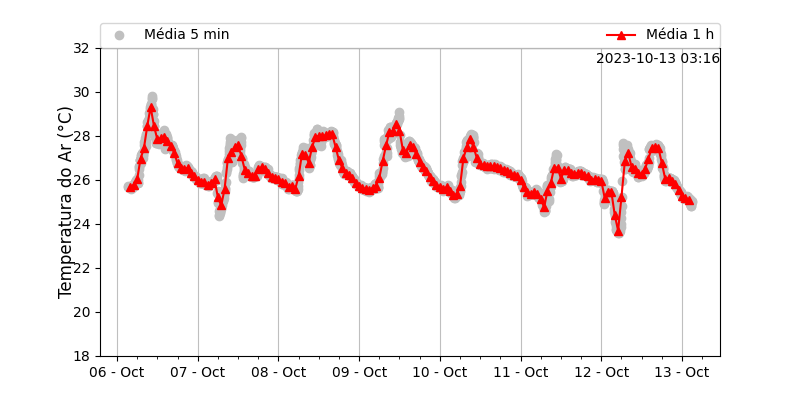 Média 5 min
Média 1 h
2023-10-13 03:16
Temperatura do Ar (°C)
32
30
28
26
24
22
20
18
06 - Oct
07 - Oct
08 - Oct
09 - Oct
10 - Oct
11 - Oct
12 - Oct
13 - Oct